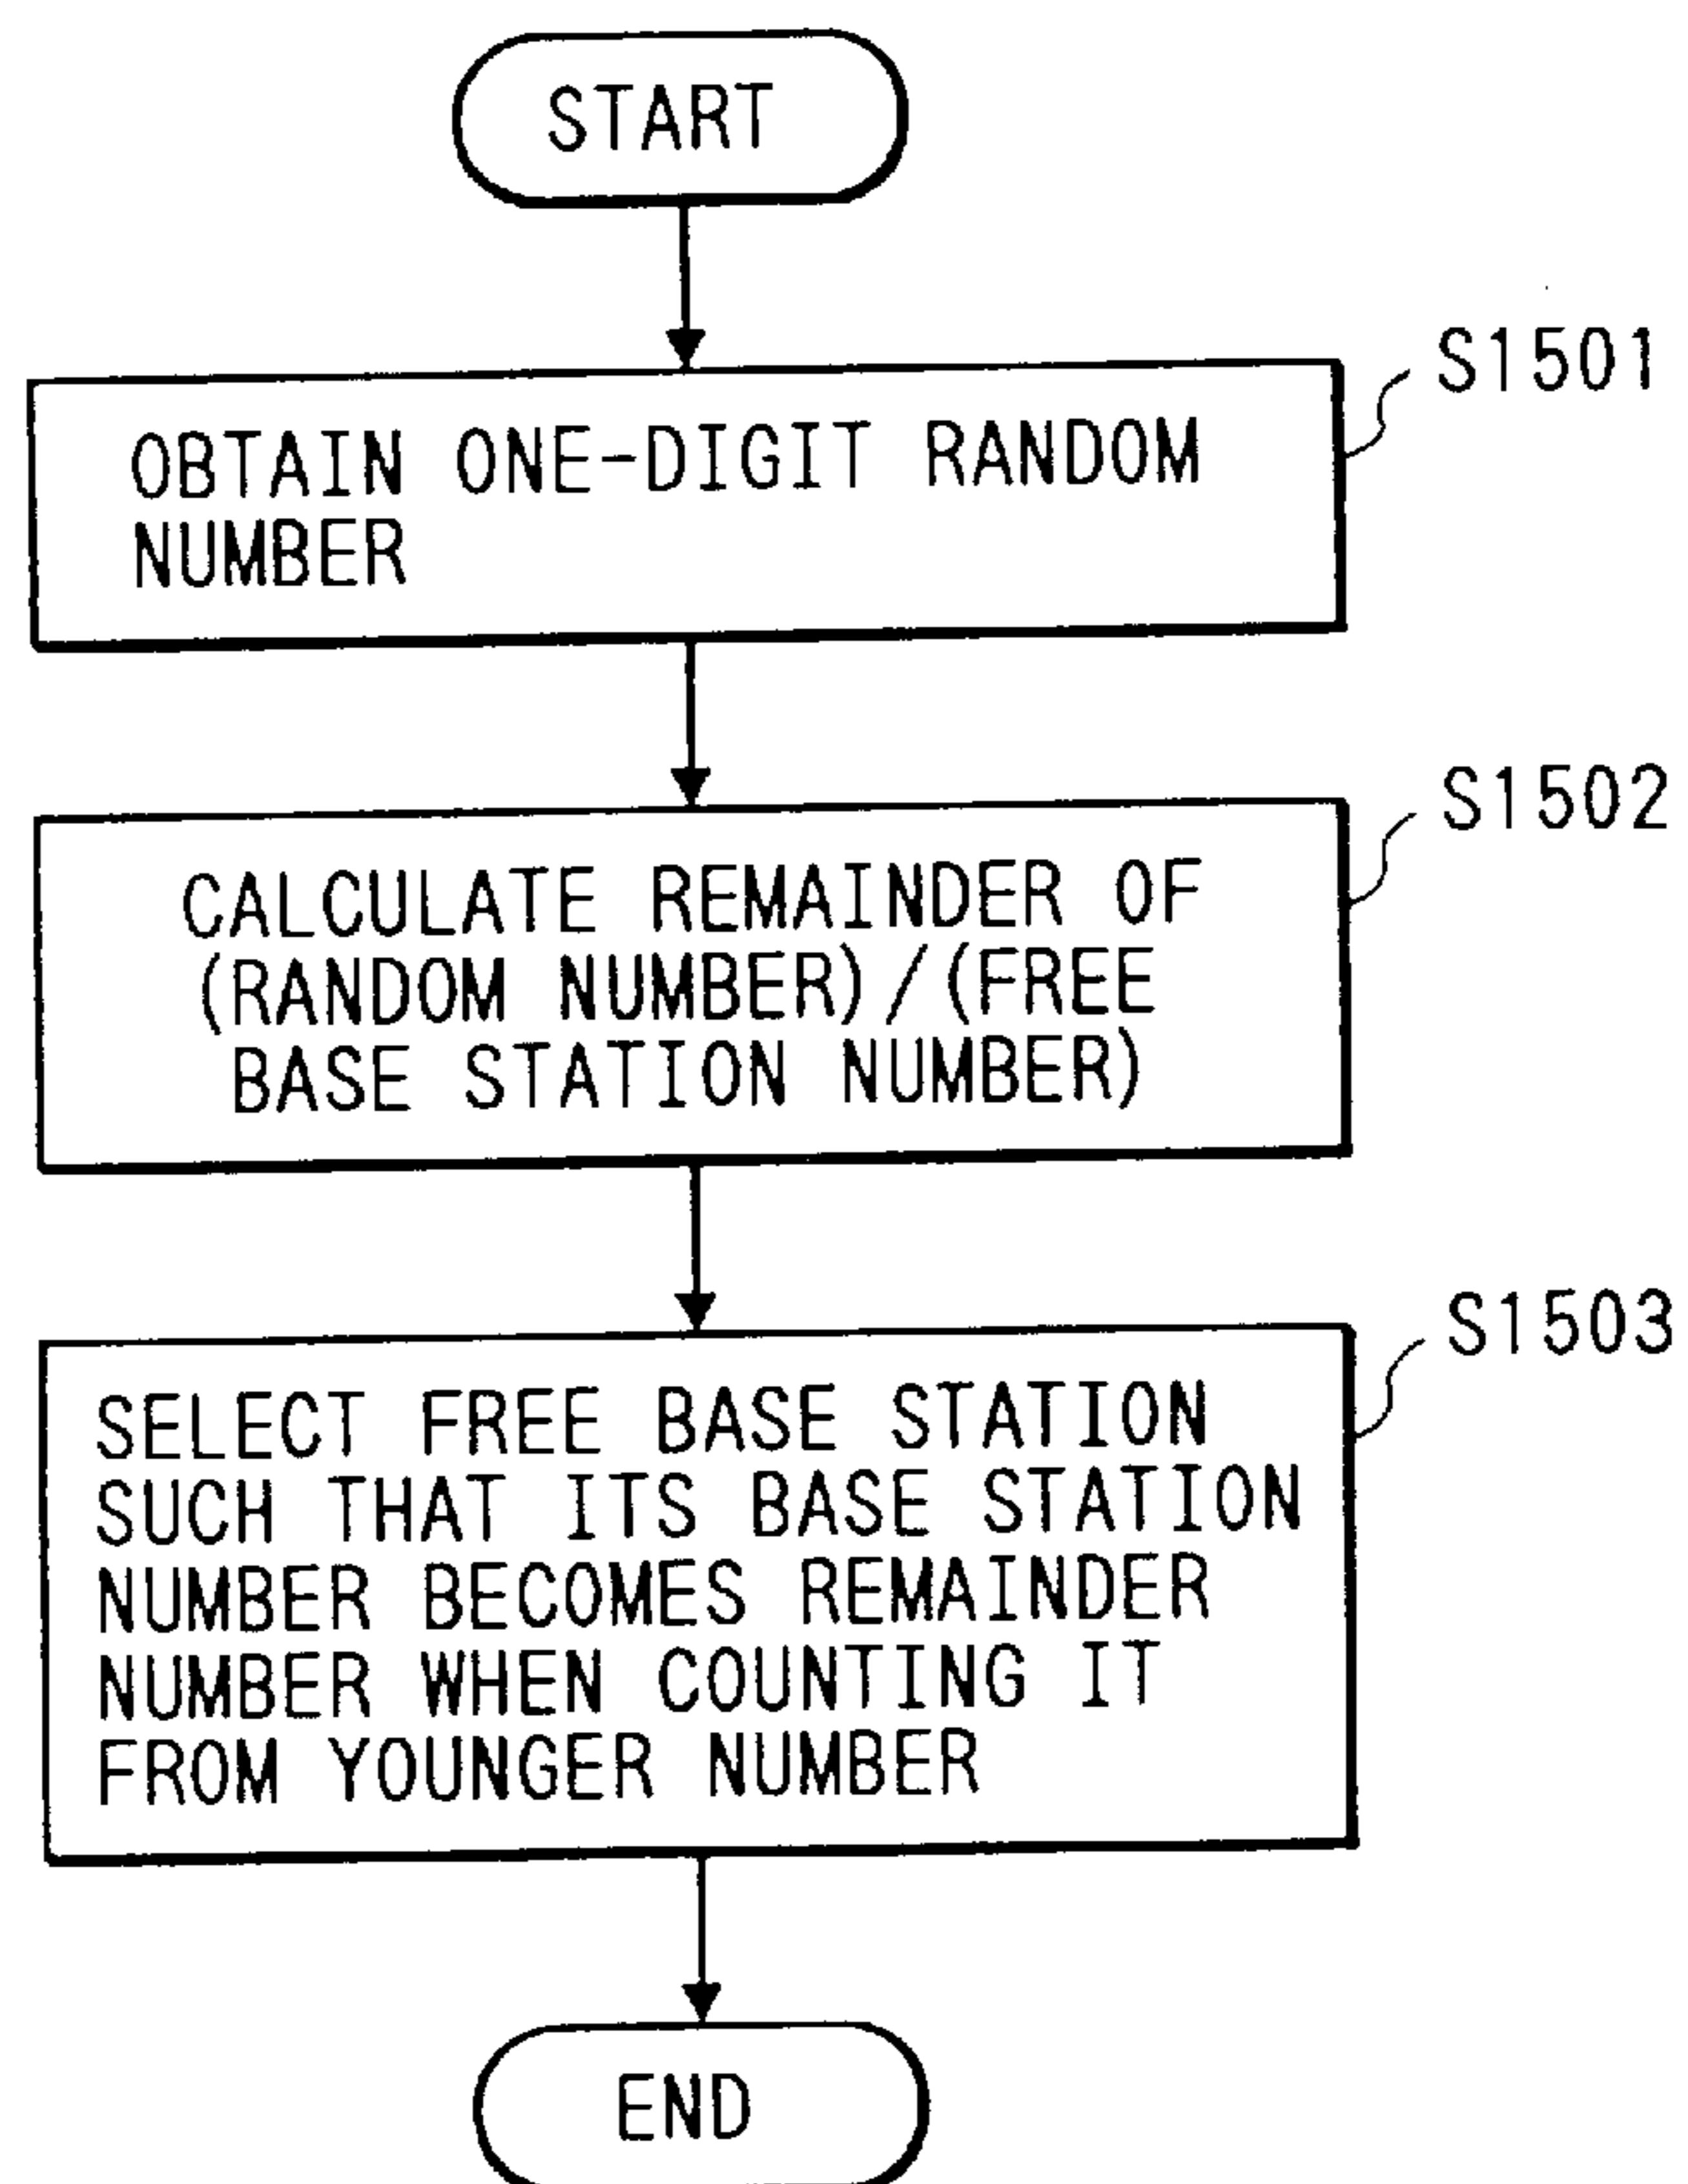 START
S1501
OBTAIN ONE-DIGIT RANDOM
NUMBER
S1502
CALCULATE REMAINDER OF
(RANDOM NUMBER)/(FREE
BASE STATION NUMBER)
S1503
SELECT FREE BASE STATION
SUCH THAT ITS BASE STATION
NUMBER BECOMES REMAINDER
NUMBER WHEN COUNTING IT
FROM YOUNGER NUMBER
END